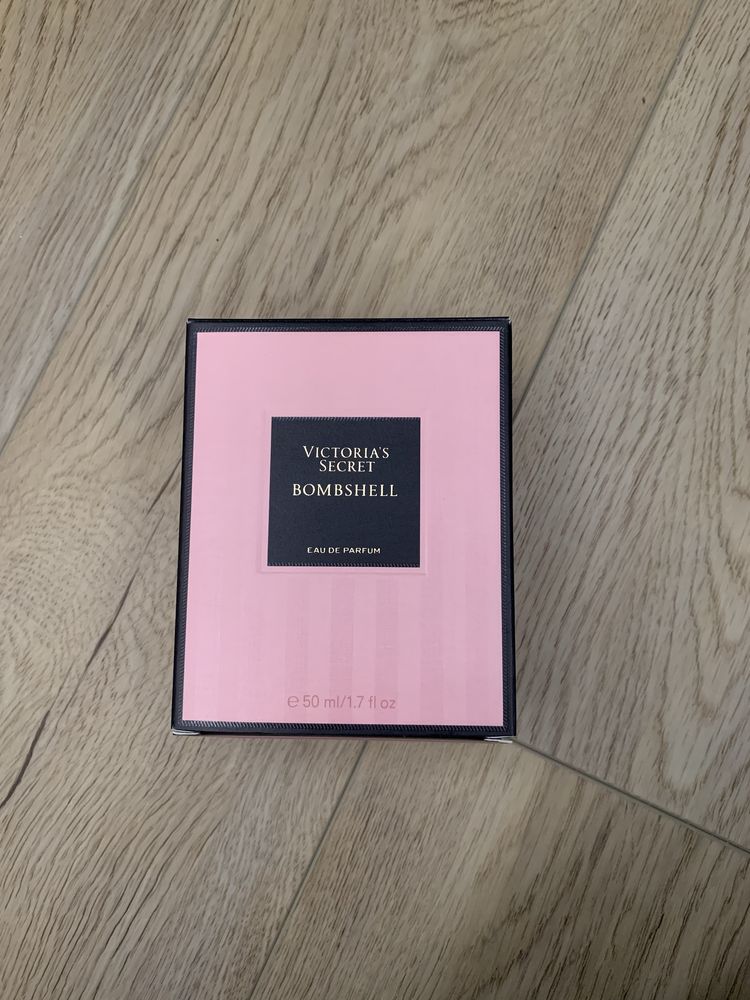 VICTORIA'S
SECRET
BOMBSHELL
EAU DE PARFUM
℮ 50 ml/1.7 fl oz